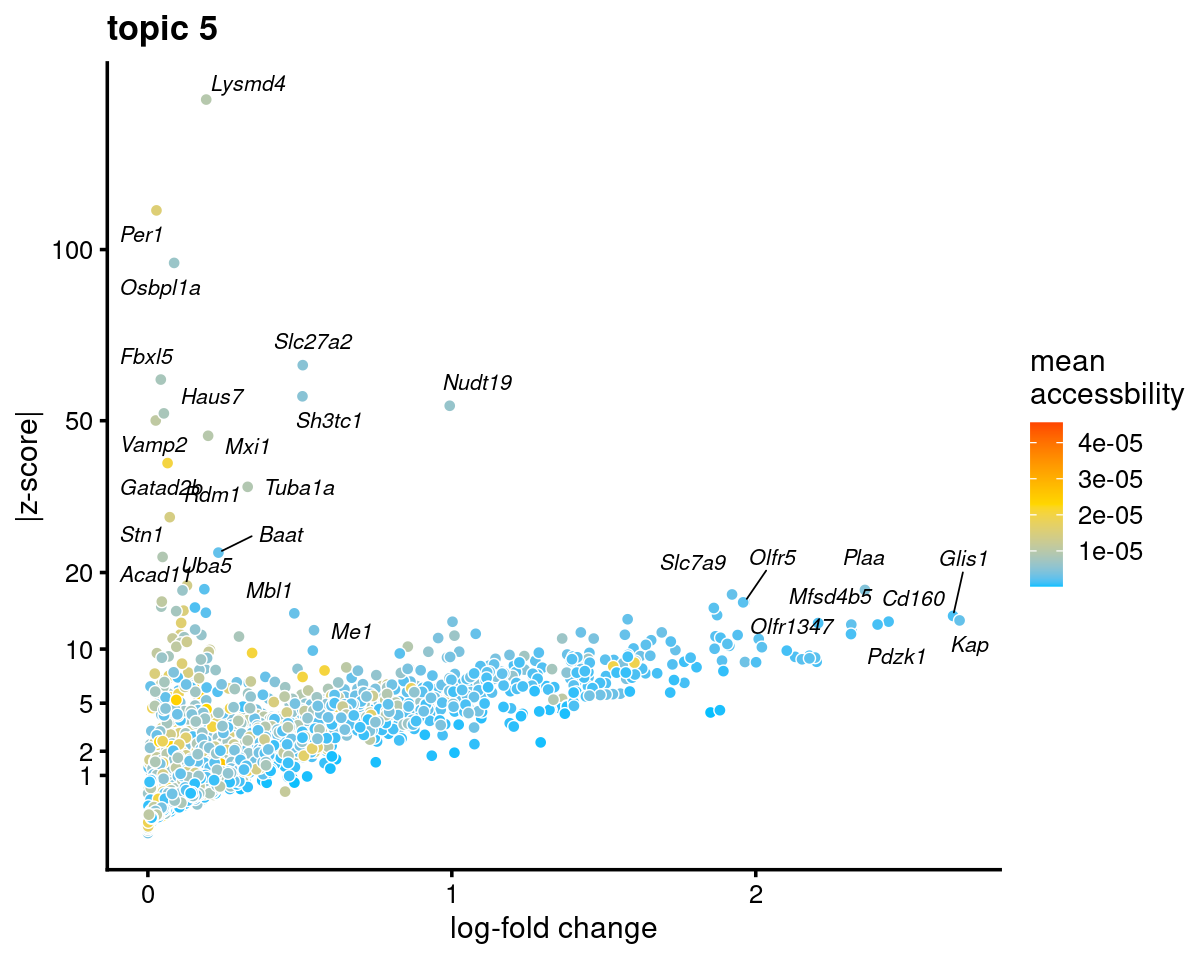 topic 5
Lysmd4
Per1
100
Osbpl1a
Slc27a2
Fbxl5
Nudt19
Haus7
50
Sh3tc1
Vamp2
Mxi1
Gatad2b
Rdm1
Tuba1a
Stn1
Baat
Acad11
Uba5
20
Mbl1
Me1
Slc7a9
Olfr5
Plaa
Glis1
Mfsd4b5
Cd160
Olfr1347
Kap
Pdzk1
10
5
2
1
|z-score|
0
1
2
log-fold change
mean
accessbility
4e-05
3e-05
2e-05
1e-05